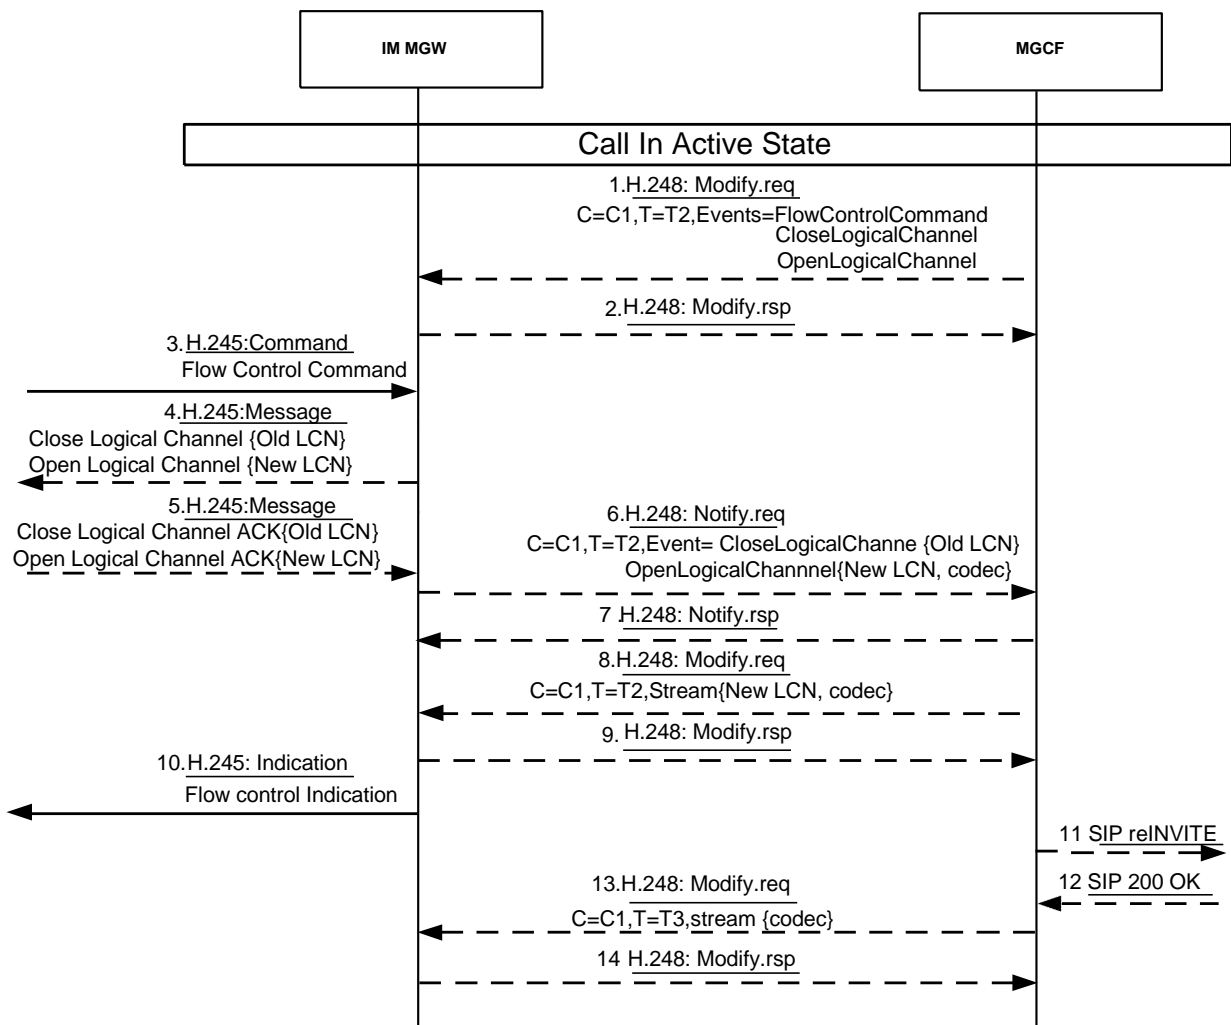 IM MGW
MGCF
Call In Active State
1.H.248: Modify.req
C=C1,T=T2,Events=FlowControlCommand
CloseLogicalChannel
OpenLogicalChannel
2.H.248: Modify.rsp
3.H.245:Command
Flow Control Command
4.H.245:Message
Close Logical Channel {Old LCN}
Open Logical Channel {New LCN}
5.H.245:Message
Close Logical Channel ACK{Old LCN}
Open Logical Channel ACK{New LCN}
6.H.248: Notify.req
C=C1,T=T2,Event= CloseLogicalChanne {Old LCN}
OpenLogicalChannnel{New LCN, codec}
7 .H.248: Notify.rsp
8.H.248: Modify.req
C=C1,T=T2,Stream{New LCN, codec}
9. H.248: Modify.rsp
10.H.245: Indication
Flow control Indication
11 SIP reINVITE
12 SIP 200 OK
13.H.248: Modify.req
C=C1,T=T3,stream {codec}
14 H.248: Modify.rsp